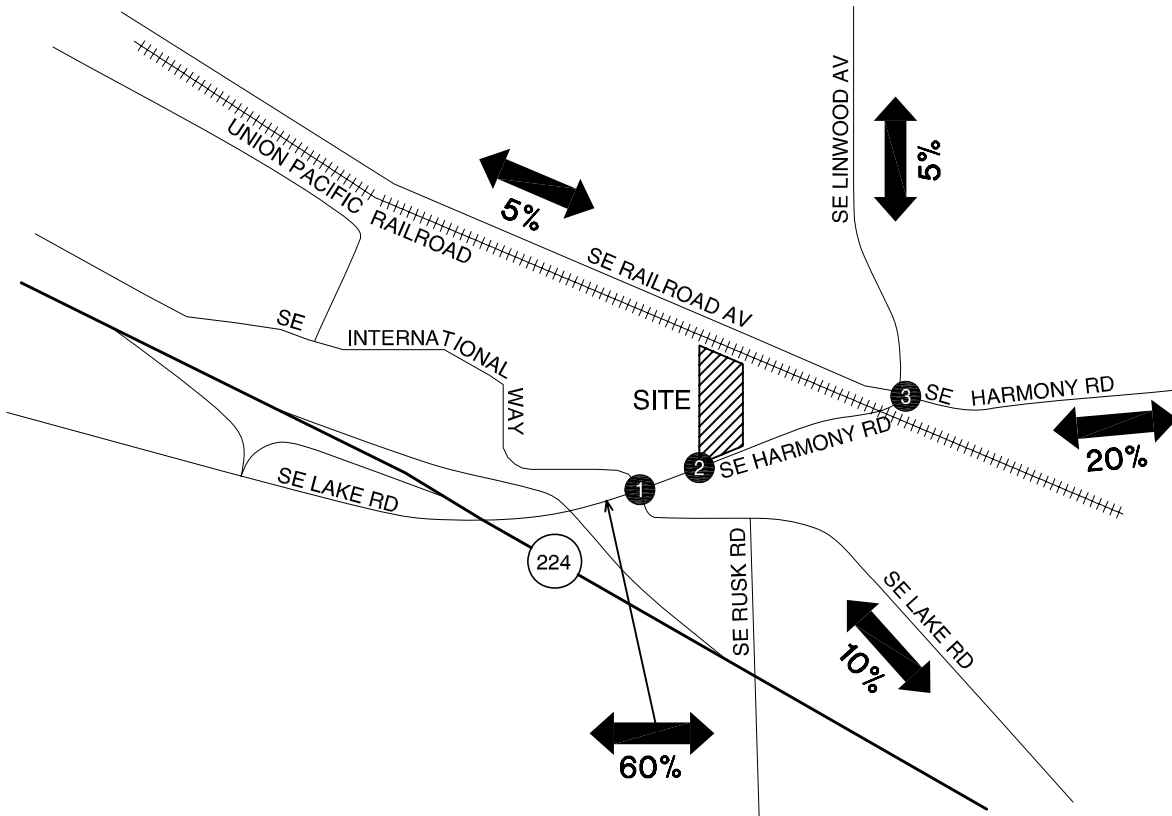 SE LINWOOD AV
5%
UNION PACIFIC RAILROAD
5%
SE RAILROAD AV
SE INTERNATIONAL WAY
SITE
3
SE HARMONY RD
20%
2
SE HARMONY RD
1
SE LAKE RD
224
SE RUSK RD
SE LAKE RD
10%
60%